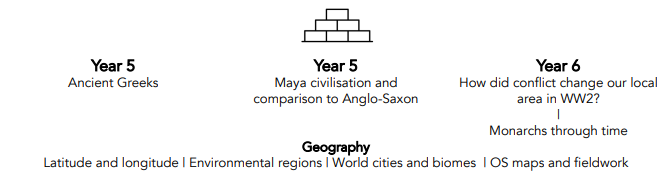 Year 5
Ancient Greeks
Year 5
Maya civilisation and
comparison to Anglo-Saxon
Year 6
How did conflict change our local
area in WW2?
|
Monarchs through time
Geography
Latitude and longitude | Environmental regions | World cities and biomes | OS maps and fieldwork